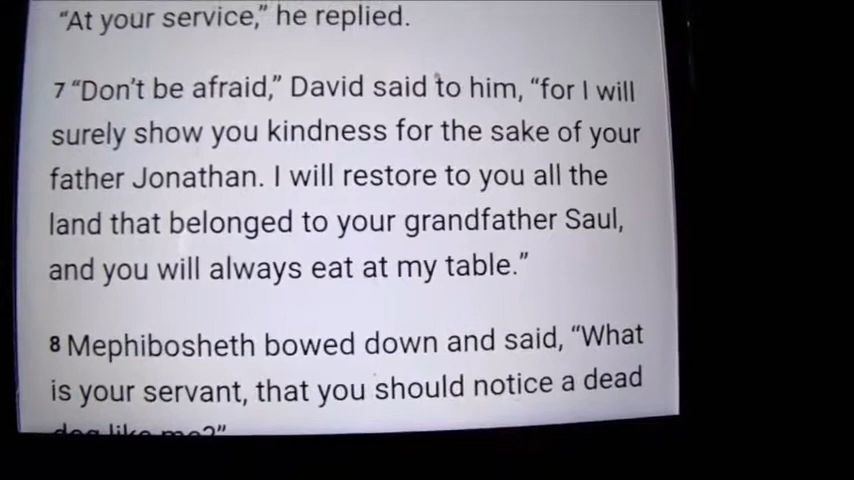 “At your service,” he replied.
7 “Don’t be afraid,” David said to him, “for I will
surely show you kindness for the sake of your
father Jonathan. I will restore to you all the
land that belonged to your grandfather Saul,
and you will always eat at my table.”
8 Mephibosheth bowed down and said, “What
is your servant, that you should notice a dead
dog like me?”